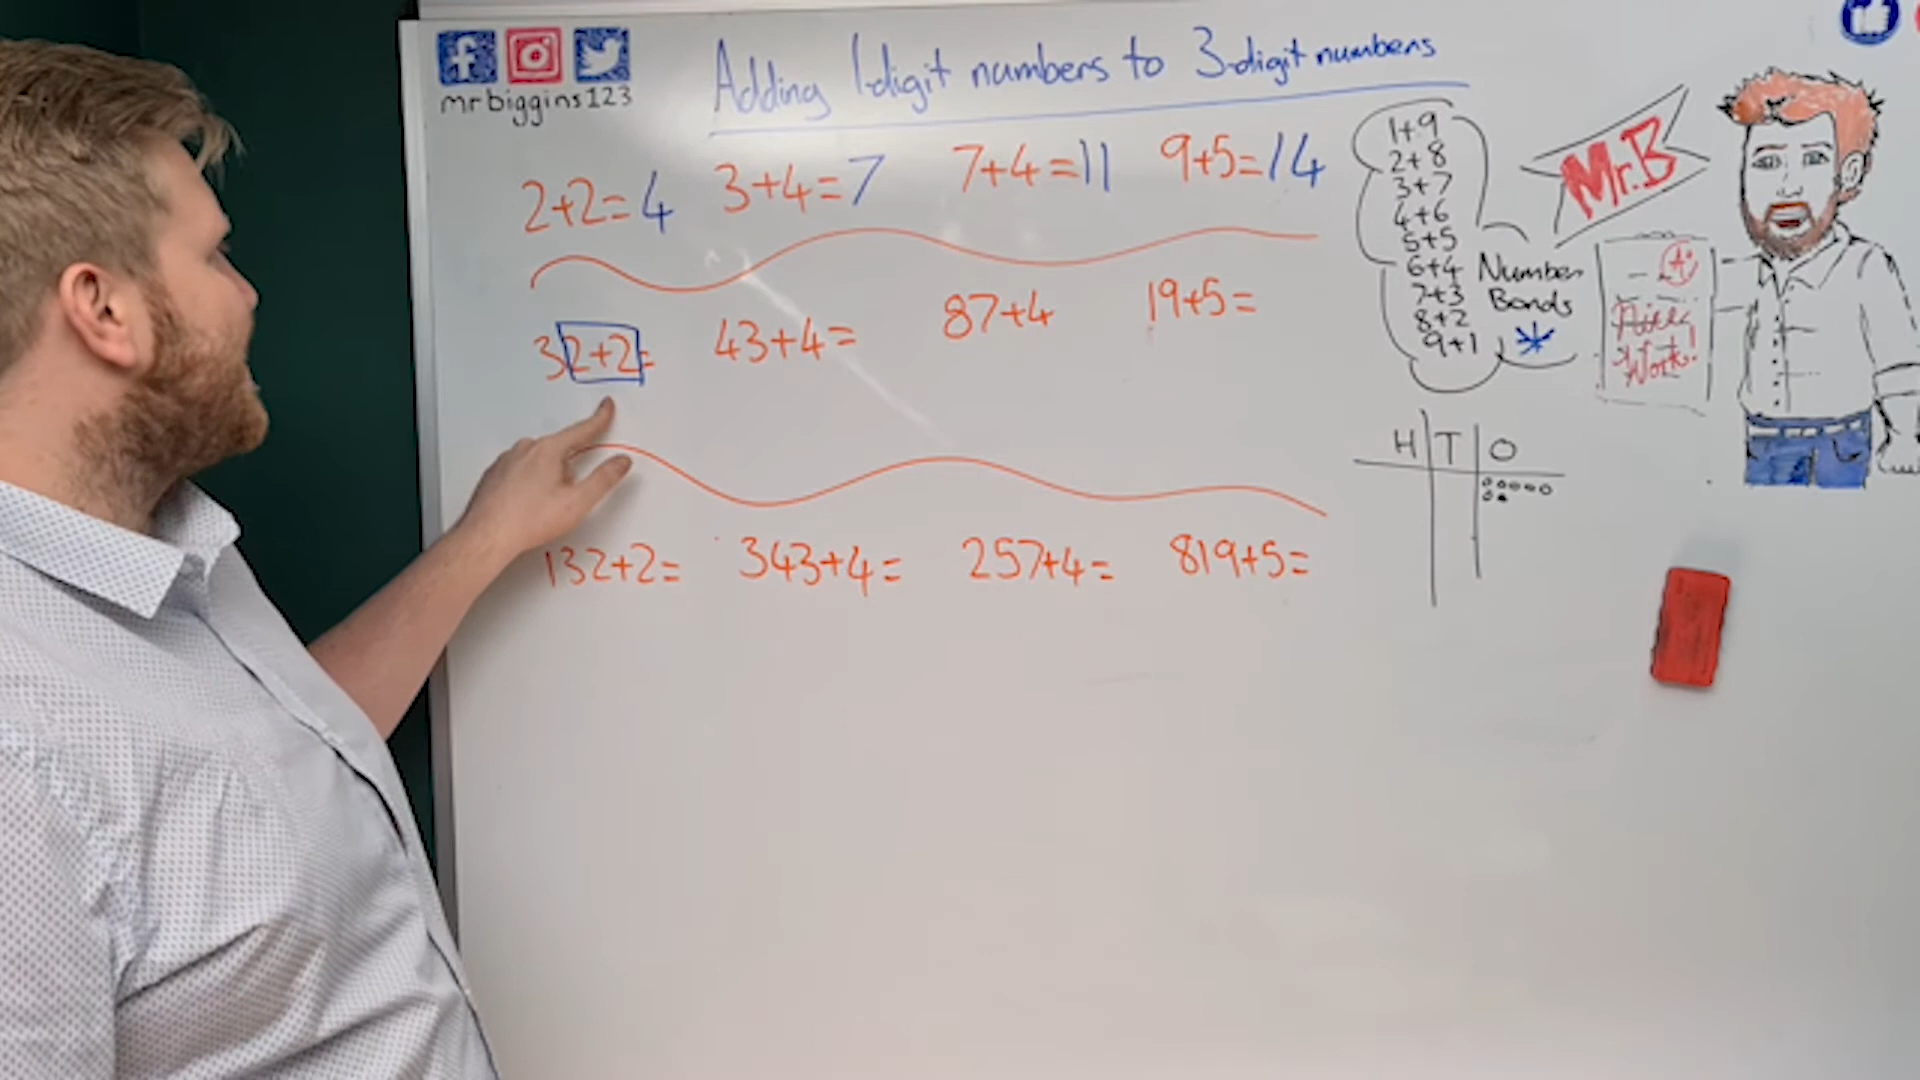 mrbiggins123
Adding 1-digit numbers to 3-digit numbers
2+2=4 3+4=7 7+4=11 9+5=14
32+2= 43+4= 87+4 19+5=
132+2= 343+4= 257+4= 819+5=
1+9
2+8
3+7
4+6
5+5
6+4
7+3
8+2
9+1
Number
Bonds
Mr.B
A+
Nice
Work!
H T O